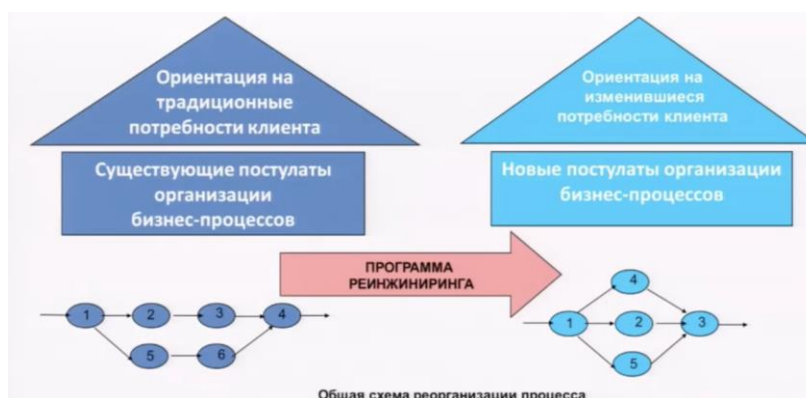 Ориентация на
традиционные
потребности клиента
Ориентация на
изменившиеся
потребности клиента
Существующие постулаты
организации
бизнес-процессов
Новые постулаты организации
бизнес-процессов
ПРОГРАММА
РЕИНЖИНИРИНГА
1
2
3
4
5
6
4
1
2
3
5
Общая схема реорганизации процесса